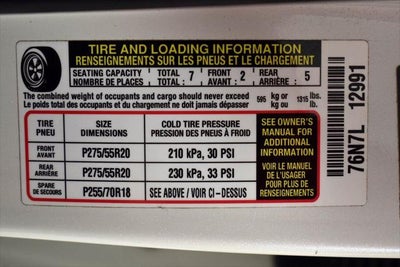 TIRE AND LOADING INFORMATION
RENSEIGNEMENTS SUR LES PNEUS ET LE CHARGEMENT
SEATING CAPACITY TOTAL : 7 FRONT : 2 REAR : 5
NOMBRE DE PLACES TOTAL : AVANT : ARRIÈRE :
The combined weight of occupants and cargo should never exceed 595 kg or 1315 lbs.
Le poids total des occupants et du chargement ne doit jamais dépasser kg ou lb.
TIRE SIZE COLD TIRE PRESSURE
PNEU DIMENSIONS PRESSION DES PNEUS À FROID
FRONT AVANT P275/55R20 210 kPa, 30 PSI
REAR ARRIÈRE P275/55R20 230 kPa, 33 PSI
SPARE DE SECOURS P255/70R18 SEE ABOVE / VOIR CI - DESSUS
SEE OWNER'S
MANUAL FOR
ADDITIONAL
INFORMATION
VOIR LE MANUEL
DE L'USAGER
POUR PLUS DE
RENSEIGNEMENTS
76N7L 12991